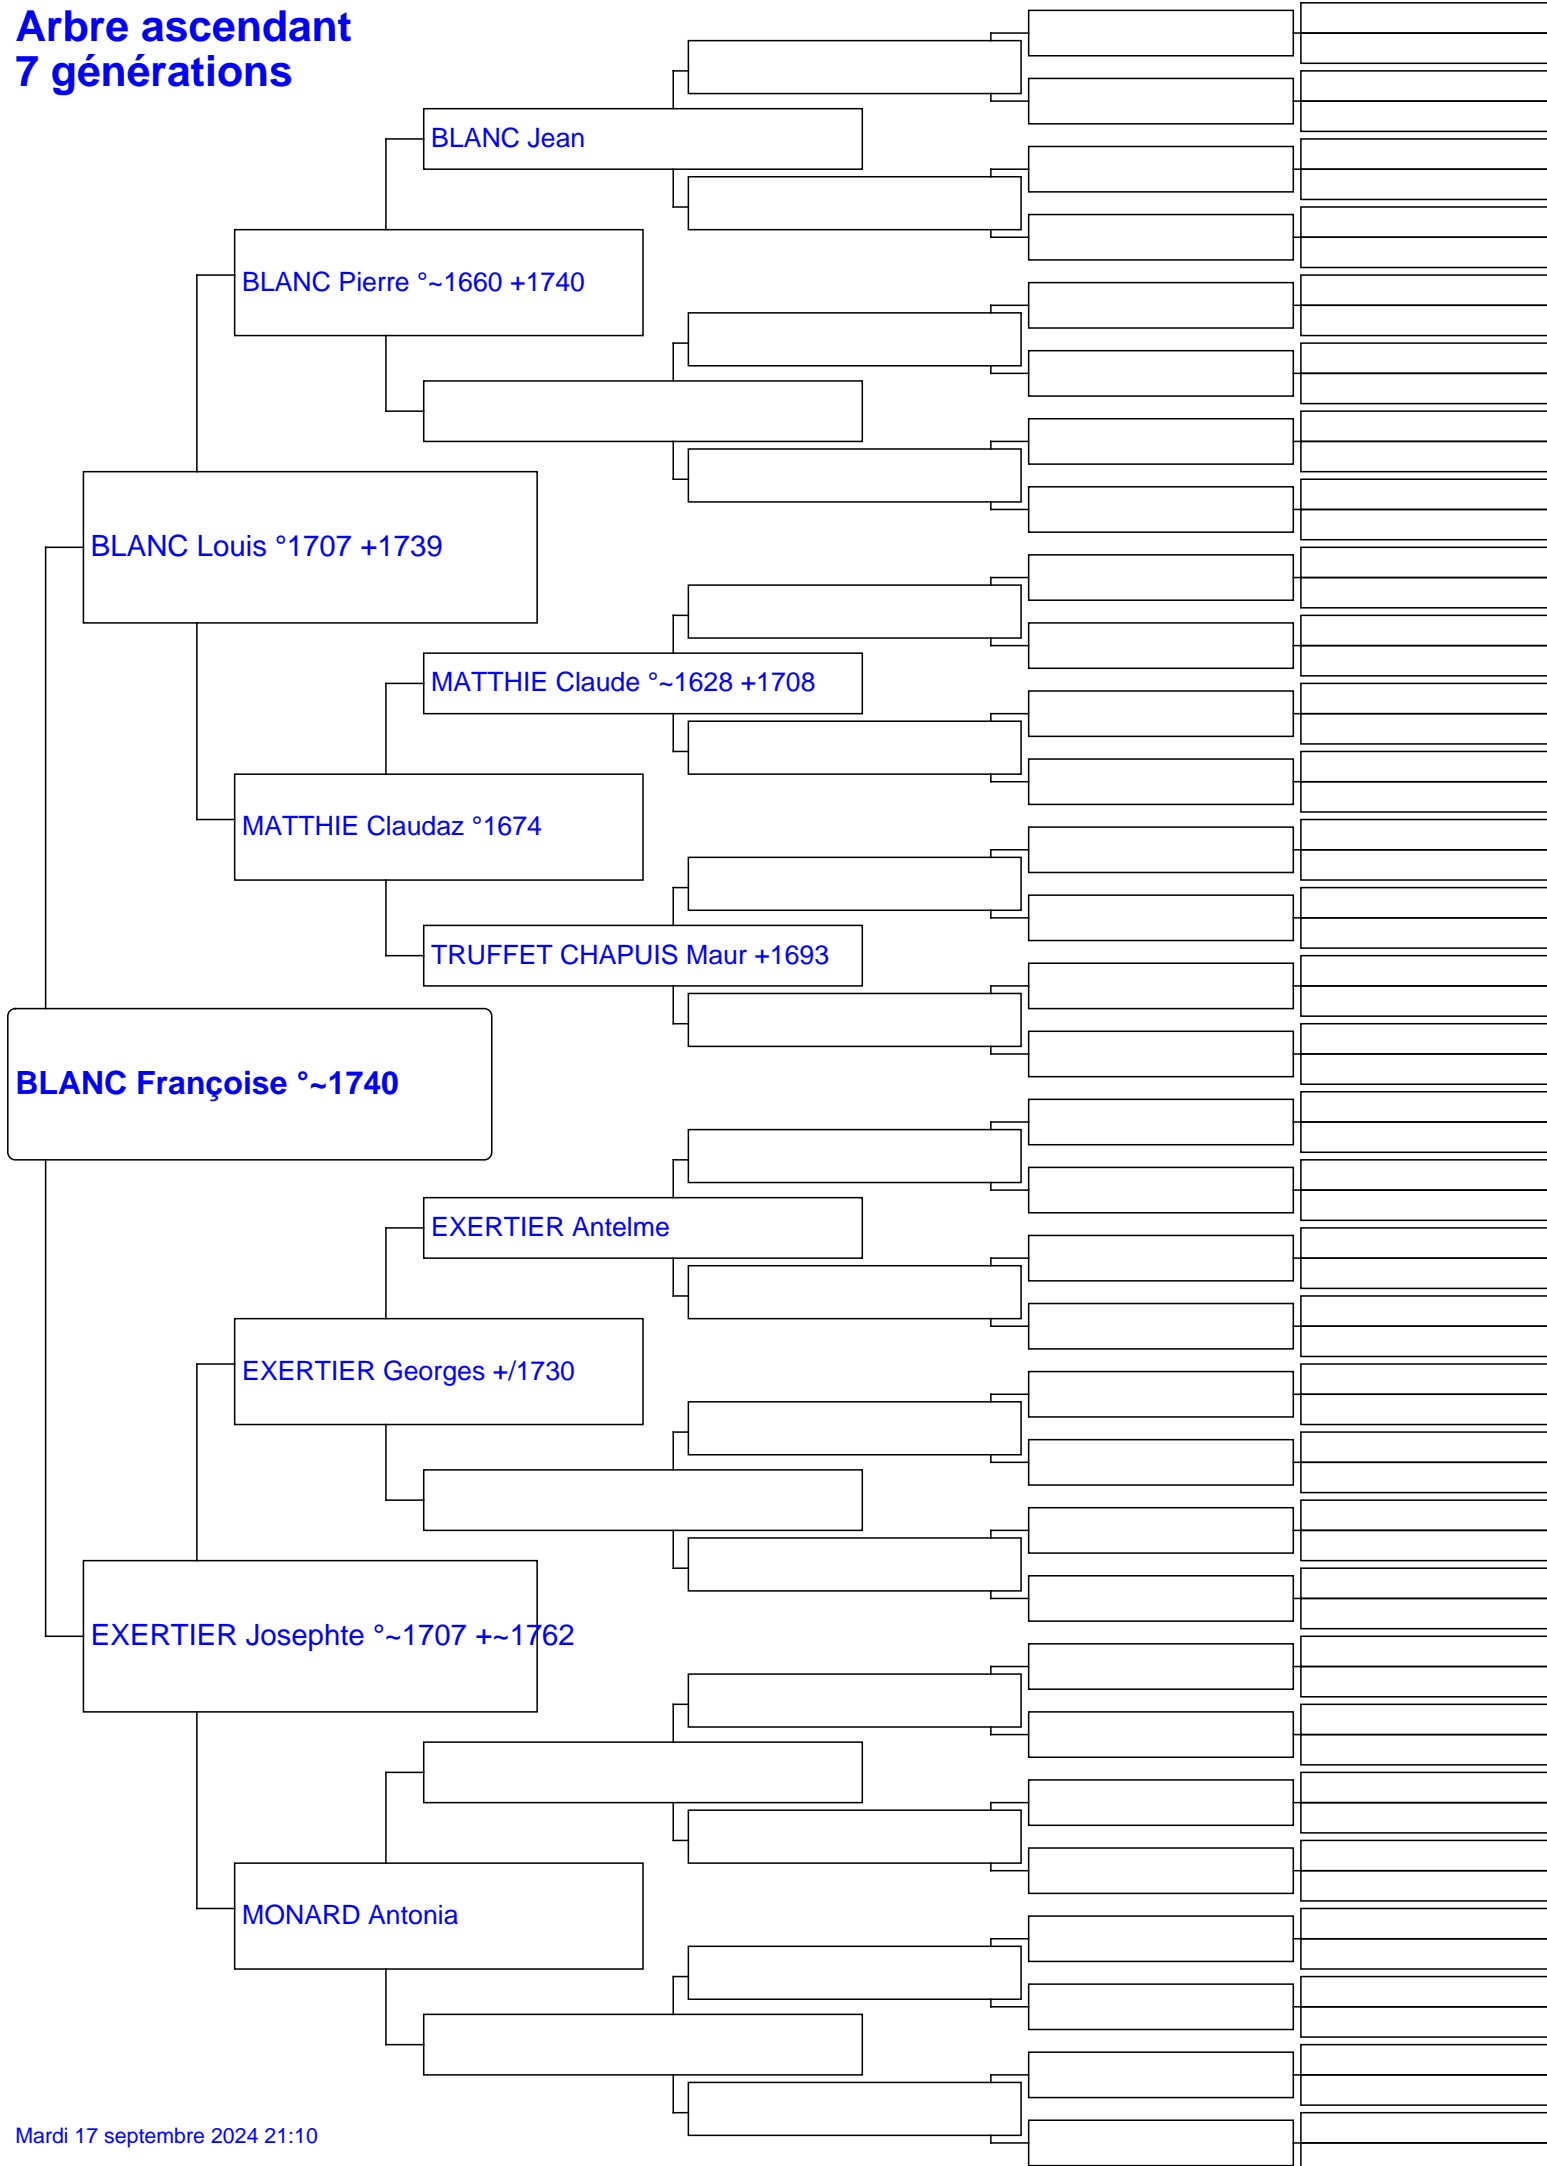 Arbre ascendant
7 générations
BLANC Jean
BLANC Pierre °~1660 +1740
BLANC Louis °1707 +1739
MATTHIE Claude °~1628 +1708
MATTHIE Claudaz °1674
TRUFFET CHAPUIS Maur +1693
BLANC Françoise °~1740
EXERTIER Antelme
EXERTIER Georges +/1730
EXERTIER Josephte °~1707 +~1762
MONARD Antonia
Mardi 17 septembre 2024 21:10